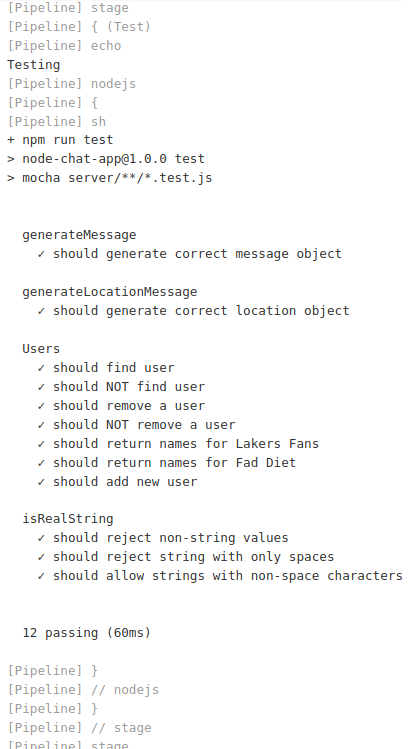 [Pipeline] stage
[Pipeline] { (Test)
[Pipeline] echo
Testing
[Pipeline] nodejs
[Pipeline] {
[Pipeline] sh
+ npm run test
> node-chat-app@1.0.0 test
> mocha server/**/*.test.js
generateMessage
✓ should generate correct message object
generateLocationMessage
✓ should generate correct location object
Users
✓ should find user
✓ should NOT find user
✓ should remove a user
✓ should NOT remove a user
✓ should return names for Lakers Fans
✓ should return names for Fad Diet
✓ should add new user
isRealString
✓ should reject non-string values
✓ should reject string with only spaces
✓ should allow strings with non-space characters
12 passing (60ms)
[Pipeline] }
[Pipeline] // nodejs
[Pipeline] }
[Pipeline] // stage
[Pipeline] stage